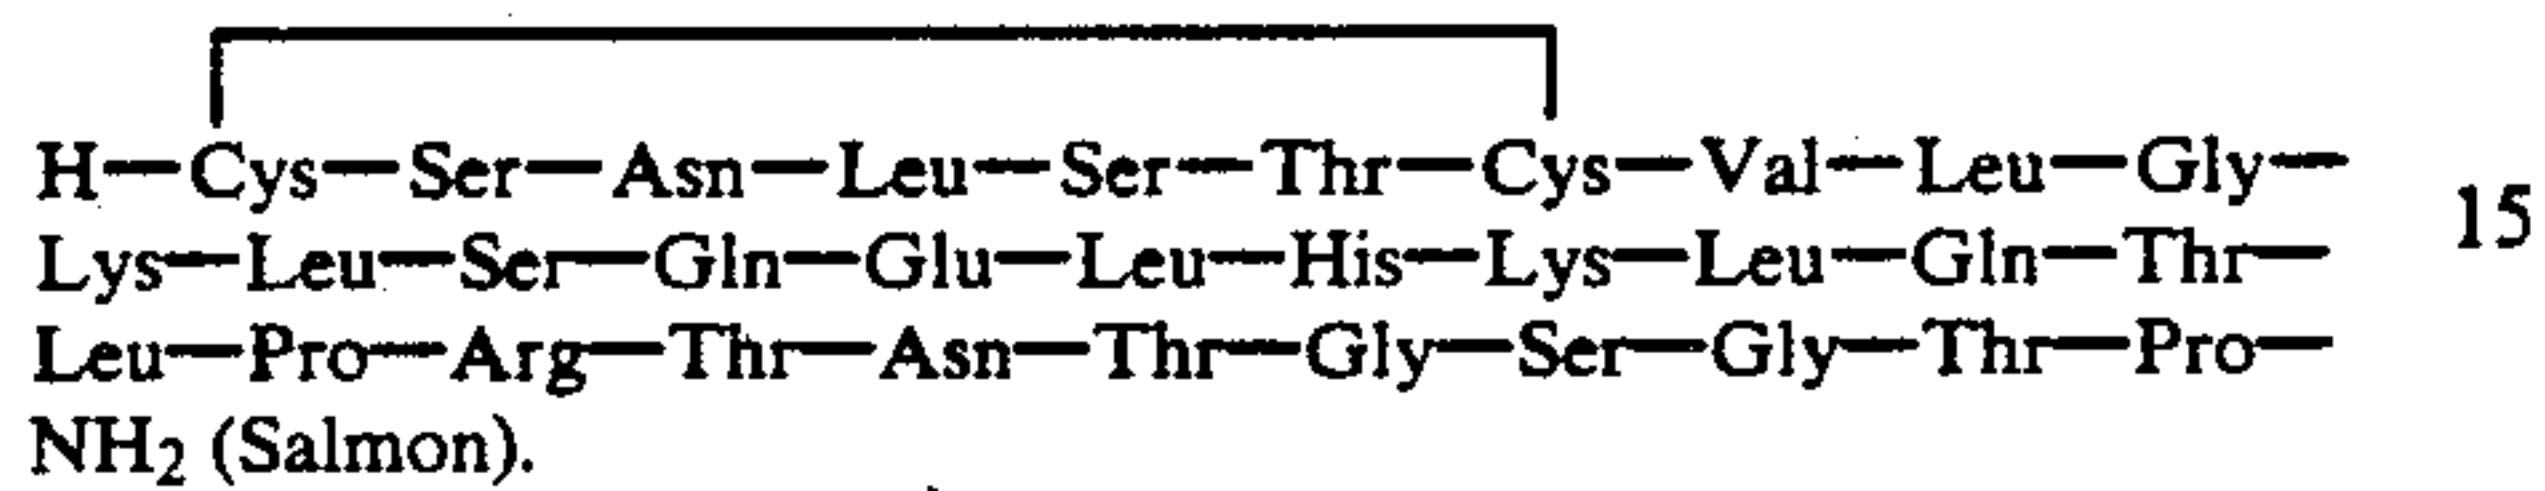 H—Cys—Ser—Asn—Leu—Ser—Thr—Cys—Val—Leu—Gly—
15
Lys—Leu—Ser—Gln—Glu—Leu—His—Lys—Leu—Gln—Thr—
Leu—Pro—Arg—Thr—Asn—Thr—Gly—Ser—Gly—Thr—Pro—
NH₂ (Salmon).